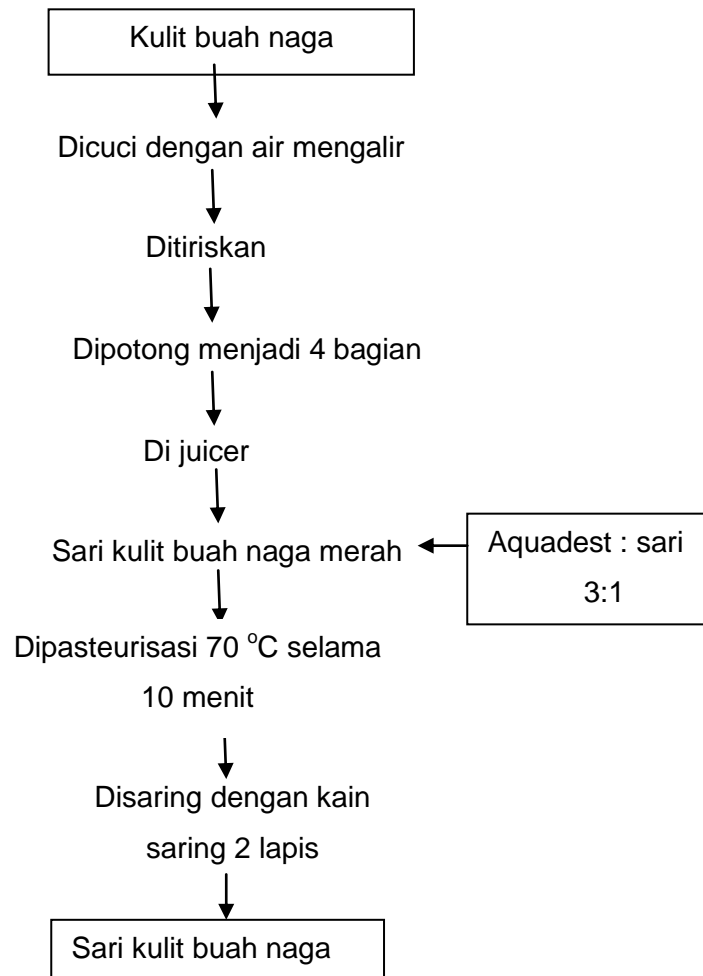 Kulit buah naga
Dicuci dengan air mengalir
Ditiriskan
Dipotong menjadi 4 bagian
Di juicer
Sari kulit buah naga merah
Aquadest : sari
3:1
Dipasteurisasi 70 °C selama
10 menit
Disaring dengan kain
saring 2 lapis
Sari kulit buah naga